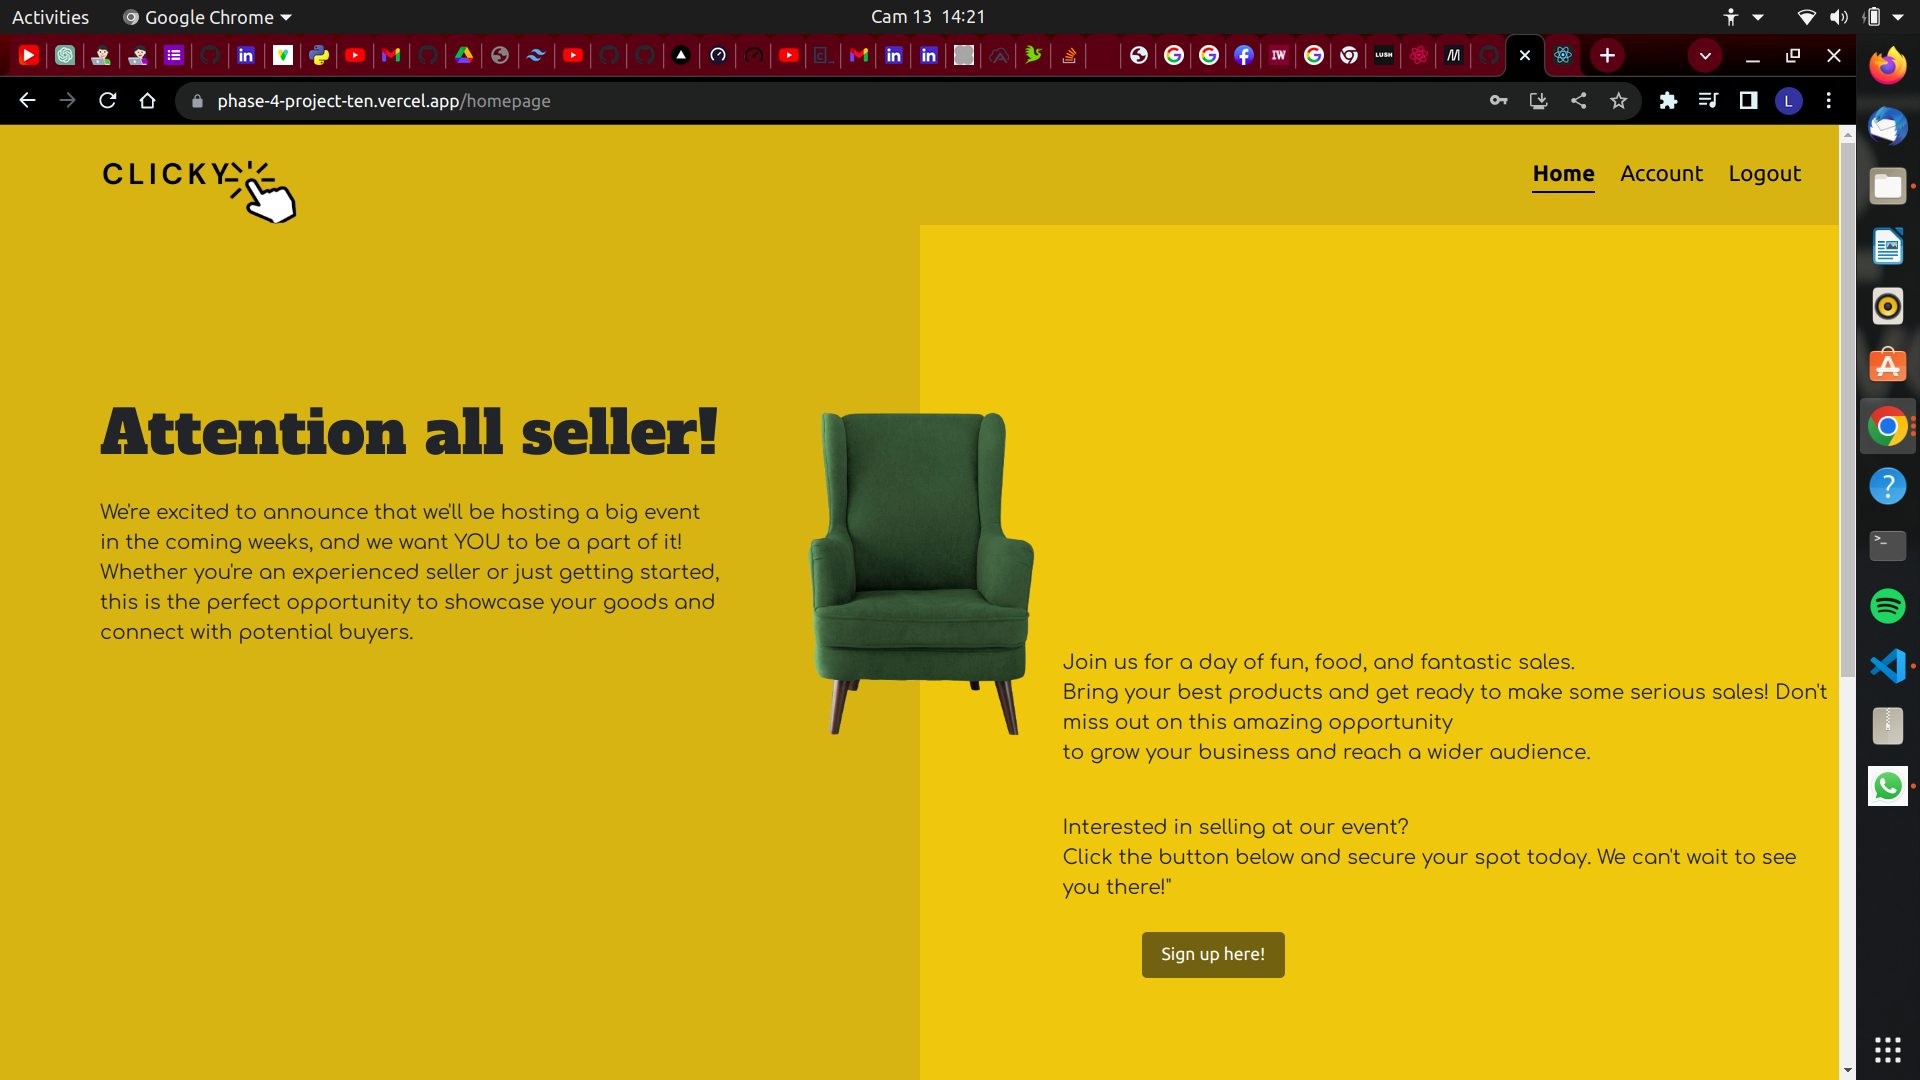 Activities
Google Chrome
Cam 13 14:21
phase-4-project-ten.vercel.app/homepage
L
CLICKY
Home
Account
Logout
Attention all seller!
We're excited to announce that we'll be hosting a big event
in the coming weeks, and we want YOU to be a part of it!
Whether you're an experienced seller or just getting started,
this is the perfect opportunity to showcase your goods and
connect with potential buyers.
Join us for a day of fun, food, and fantastic sales.
Bring your best products and get ready to make some serious sales! Don't
miss out on this amazing opportunity
to grow your business and reach a wider audience.
Interested in selling at our event?
Click the button below and secure your spot today. We can't wait to see
you there!"
Sign up here!